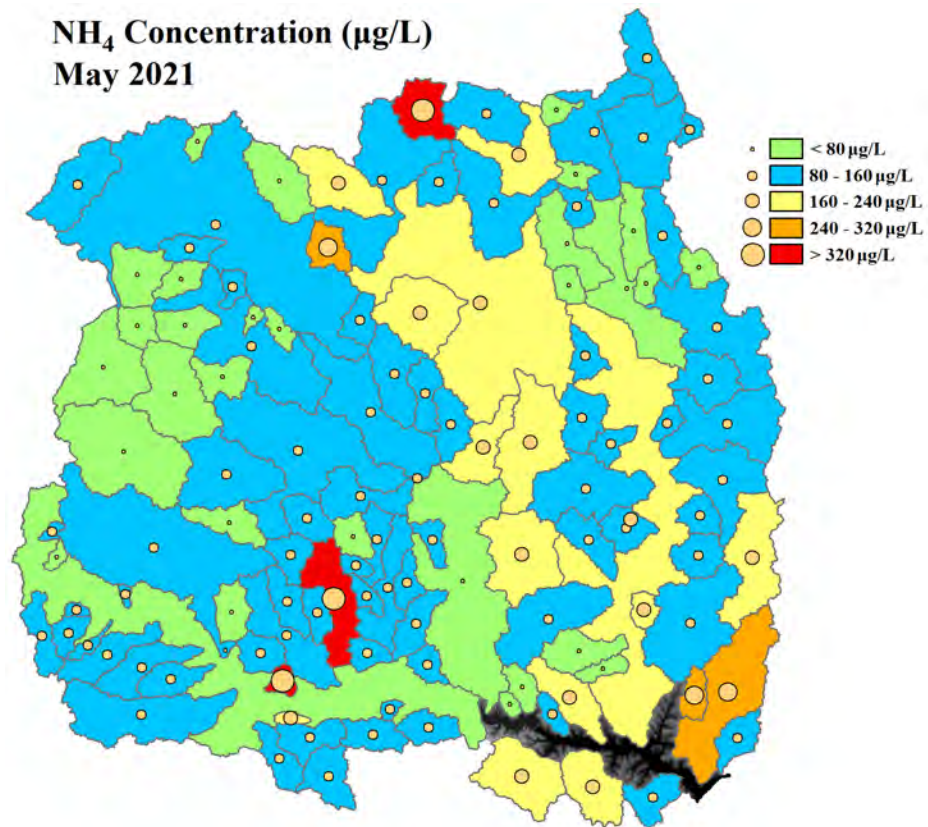 NH₄ Concentration (µg/L)
May 2021
< 80 µg/L
80 - 160 µg/L
160 - 240 µg/L
240 - 320 µg/L
> 320 µg/L